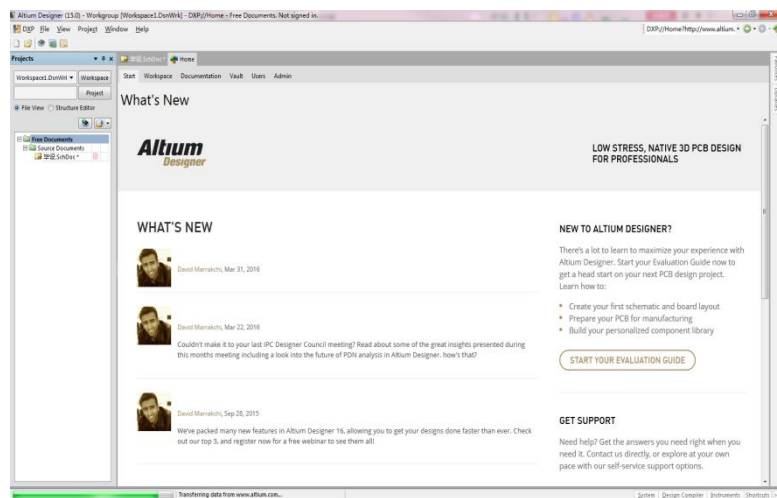 Altium Designer (15.0) - Workgroup [Workspace1.DsnWrk] - DXP://Home - Free Documents. Not signed in.
DXP File View Project Window Help
DXP://Home?http://www.altium.
Projects
SchDoc * Home
Workspace1.DsnWrk Workspace
Project
File View Structure Editor
Free Documents
Source Documents
毕设.SchDoc *
Start Workspace Documentation Vault Users Admin
What's New
Altium
Designer
LOW STRESS, NATIVE 3D PCB DESIGN
FOR PROFESSIONALS
WHAT'S NEW
David Marrakchi, Mar 31, 2016
David Marrakchi, Mar 22, 2016
Couldn't make it to your last IPC Designer Council meeting? Read about some of the great insights presented during
this months meeting including a look into the future of PDN analysis in Altium Designer. how's that?
David Marrakchi, Sep 28, 2015
We've packed many new features in Altium Designer 16, allowing you to get your designs done faster than ever. Check
out our top 3, and register now for a free webinar to see them all!
NEW TO ALTIUM DESIGNER?
There's a lot to learn to maximize your experience with
Altium Designer. Start your Evaluation Guide now to
get a head start on your next PCB design project.
Learn how to:
Create your first schematic and board layout
Prepare your PCB for manufacturing
Build your personalized component library
START YOUR EVALUATION GUIDE
GET SUPPORT
Need help? Get the answers you need right when you
need it. Contact us directly, or explore at your own
pace with our self-service support options.
Transferring data from www.altium.com...
System Design Compiler Instruments Shortcuts